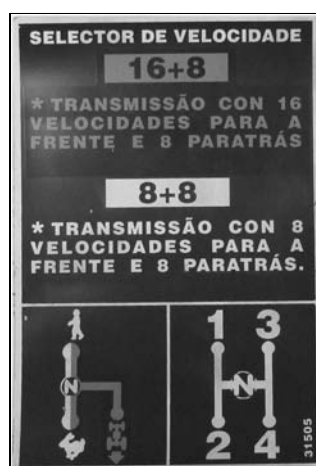 SELECTOR DE VELOCIDADE
16+8
* TRANSMISSÃO CON 16
VELOCIDADES PARA A
FRENTE E 8 PARATRÁS
8+8
* TRANSMISSÃO CON 8
VELOCIDADES PARA A
FRENTE E 8 PARATRÁS.
N
1 3
N
2 4
31505